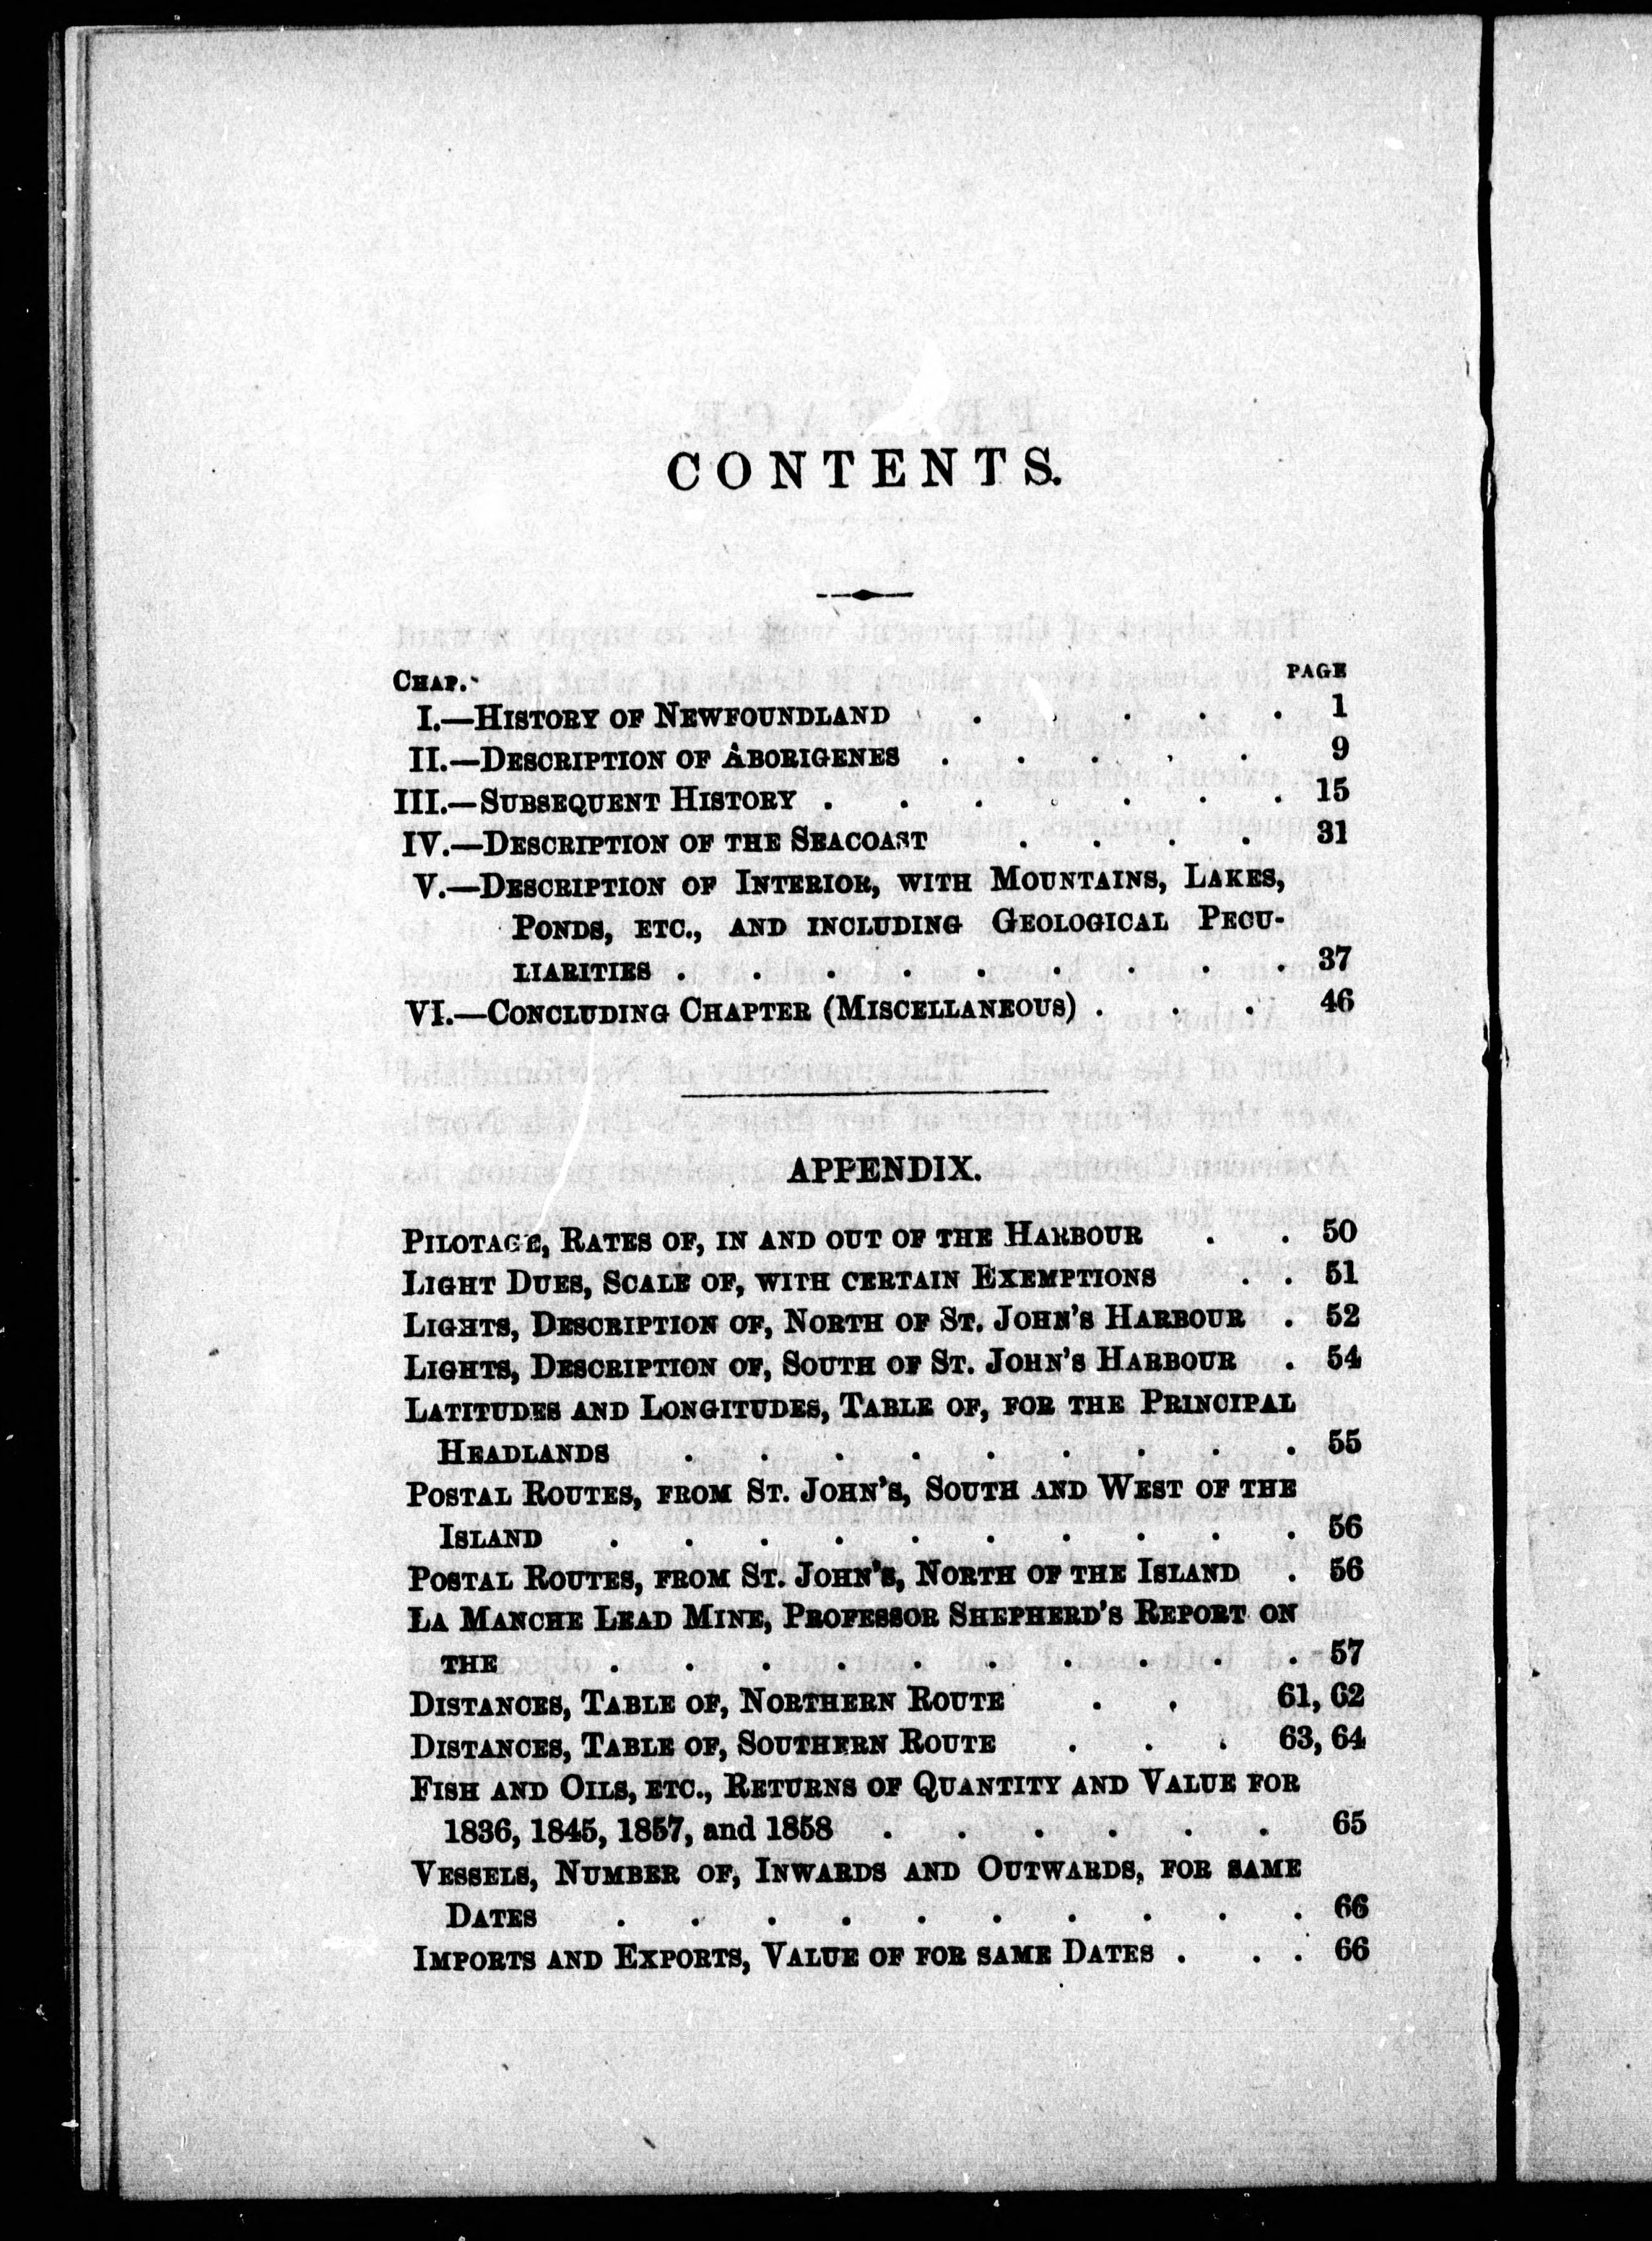 CONTENTS.
CHAP. PAGE
I.—HISTORY OF NEWFOUNDLAND . . . . . 1
II.—DESCRIPTION OF ABORIGENES . . . . . 9
III.—SUBSEQUENT HISTORY . . . . . . . 15
IV.—DESCRIPTION OF THE SEACOAST . . . . 31
V.—DESCRIPTION OF INTERIOR, WITH MOUNTAINS, LAKES,
PONDS, ETC., AND INCLUDING GEOLOGICAL PECU-
LIARITIES . . . . . . . . . 37
VI.—CONCLUDING CHAPTER (MISCELLANEOUS) . . . 46
APPENDIX.
PILOTAGE, RATES OF, IN AND OUT OF THE HARBOUR . . 50
LIGHT DUES, SCALE OF, WITH CERTAIN EXEMPTIONS . . 51
LIGHTS, DESCRIPTION OF, NORTH OF ST. JOHN'S HARBOUR . 52
LIGHTS, DESCRIPTION OF, SOUTH OF ST. JOHN'S HARBOUR . 54
LATITUDES AND LONGITUDES, TABLE OF, FOR THE PRINCIPAL
HEADLANDS . . . . . . . . . 55
POSTAL ROUTES, FROM ST. JOHN'S, SOUTH AND WEST OF THE
ISLAND . . . . . . . . . . 56
POSTAL ROUTES, FROM ST. JOHN'S, NORTH OF THE ISLAND . 56
LA MANCHE LEAD MINE, PROFESSOR SHEPHERD'S REPORT ON
THE . . . . . . . . . . 57
DISTANCES, TABLE OF, NORTHERN ROUTE . . 61, 62
DISTANCES, TABLE OF, SOUTHERN ROUTE . . . 63, 64
FISH AND OILS, ETC., RETURNS OF QUANTITY AND VALUE FOR
1836, 1845, 1857, and 1858 . . . . . . 65
VESSELS, NUMBER OF, INWARDS AND OUTWARDS, FOR SAME
DATES . . . . . . . . . . 66
IMPORTS AND EXPORTS, VALUE OF FOR SAME DATES . . . 66